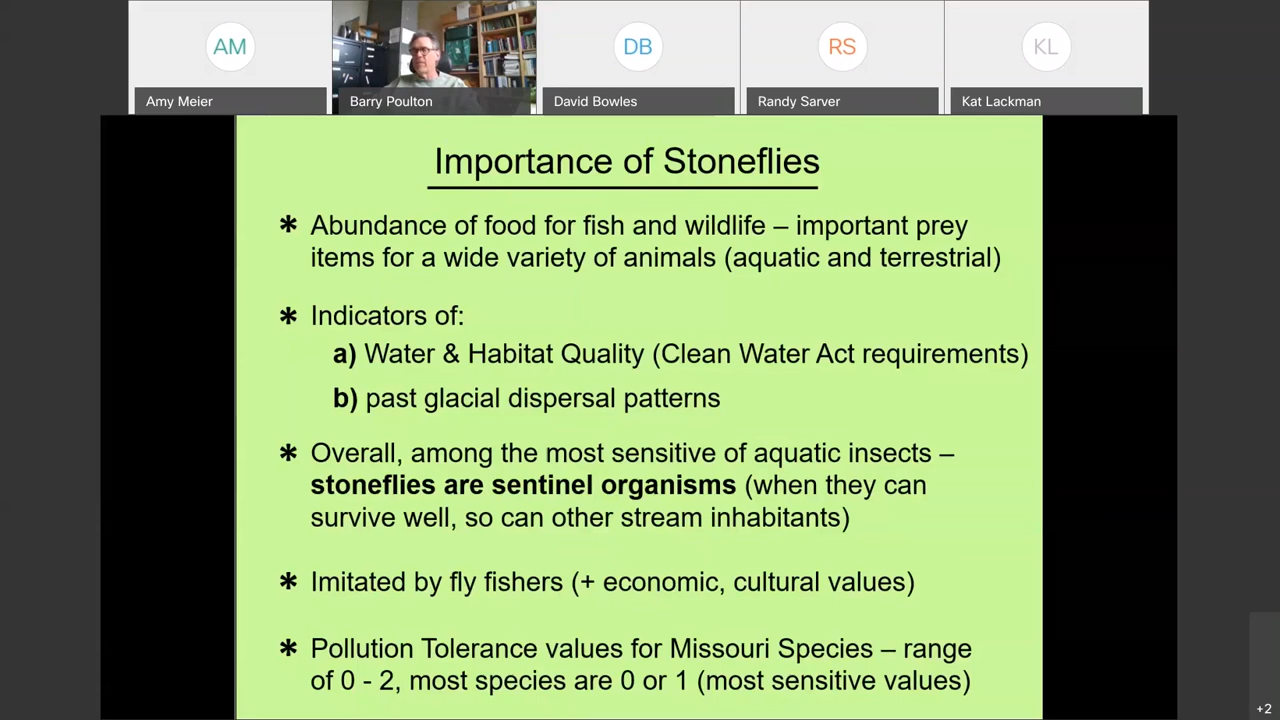 AM
DB
RS
KL
Amy Meier
Barry Poulton
David Bowles
Randy Sarver
Kat Lackman
Importance of Stoneflies
* Abundance of food for fish and wildlife – important prey
items for a wide variety of animals (aquatic and terrestrial)
* Indicators of:
a) Water & Habitat Quality (Clean Water Act requirements)
b) past glacial dispersal patterns
* Overall, among the most sensitive of aquatic insects –
stoneflies are sentinel organisms (when they can
survive well, so can other stream inhabitants)
* Imitated by fly fishers (+ economic, cultural values)
* Pollution Tolerance values for Missouri Species – range
of 0 - 2, most species are 0 or 1 (most sensitive values)
+2